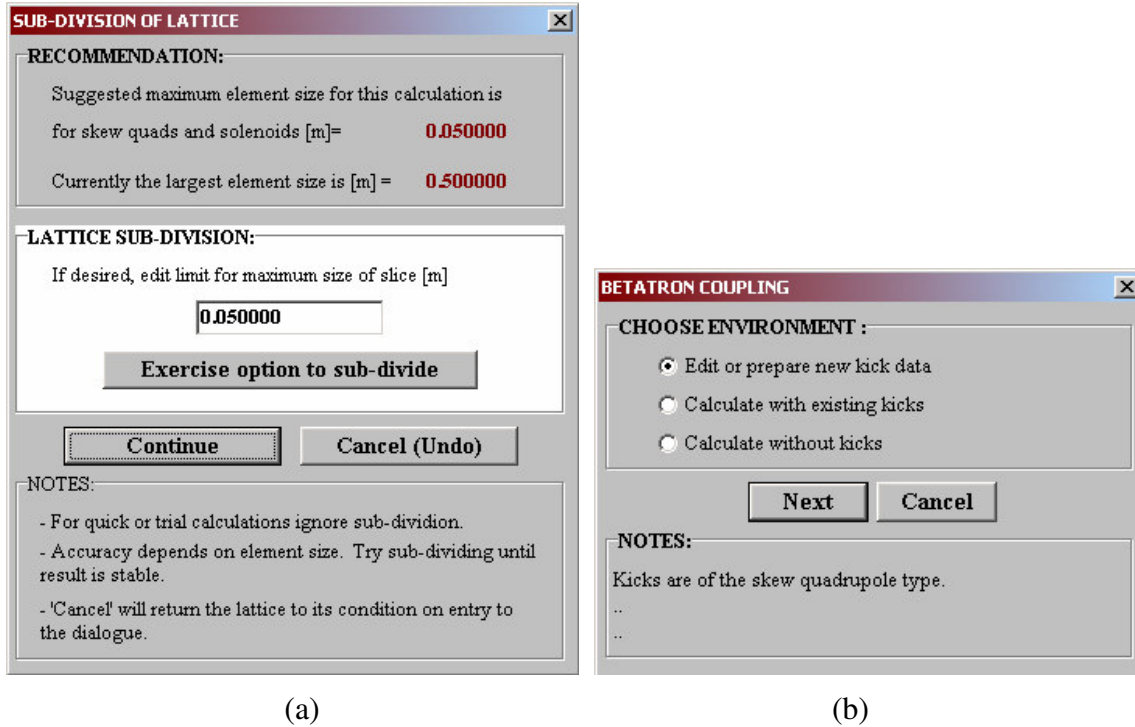 SUB-DIVISION OF LATTICE
RECOMMENDATION:
Suggested maximum element size for this calculation is
for skew quads and solenoids [m]= 0.050000
Currently the largest element size is [m] = 0.500000
LATTICE SUB-DIVISION:
If desired, edit limit for maximum size of slice [m]
0.050000
Exercise option to sub-divide
Continue
Cancel (Undo)
NOTES:
- For quick or trial calculations ignore sub-dividion.
- Accuracy depends on element size. Try sub-dividing until
result is stable.
- 'Cancel' will return the lattice to its condition on entry to
the dialogue.
(a)
BETATRON COUPLING
CHOOSE ENVIRONMENT :
Edit or prepare new kick data
Calculate with existing kicks
Calculate without kicks
Next
Cancel
NOTES:
Kicks are of the skew quadrupole type.
..
..
(b)